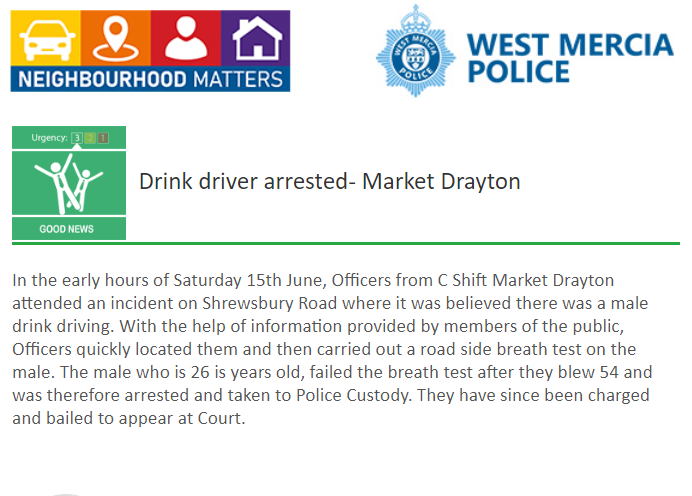 NEIGHBOURHOOD MATTERS
WEST MERCIA
POLICE
WEST MERCIA
POLICE
Urgency: 3 2 1
GOOD NEWS
Drink driver arrested- Market Drayton
In the early hours of Saturday 15th June, Officers from C Shift Market Drayton
attended an incident on Shrewsbury Road where it was believed there was a male
drink driving. With the help of information provided by members of the public,
Officers quickly located them and then carried out a road side breath test on the
male. The male who is 26 is years old, failed the breath test after they blew 54 and
was therefore arrested and taken to Police Custody. They have since been charged
and bailed to appear at Court.